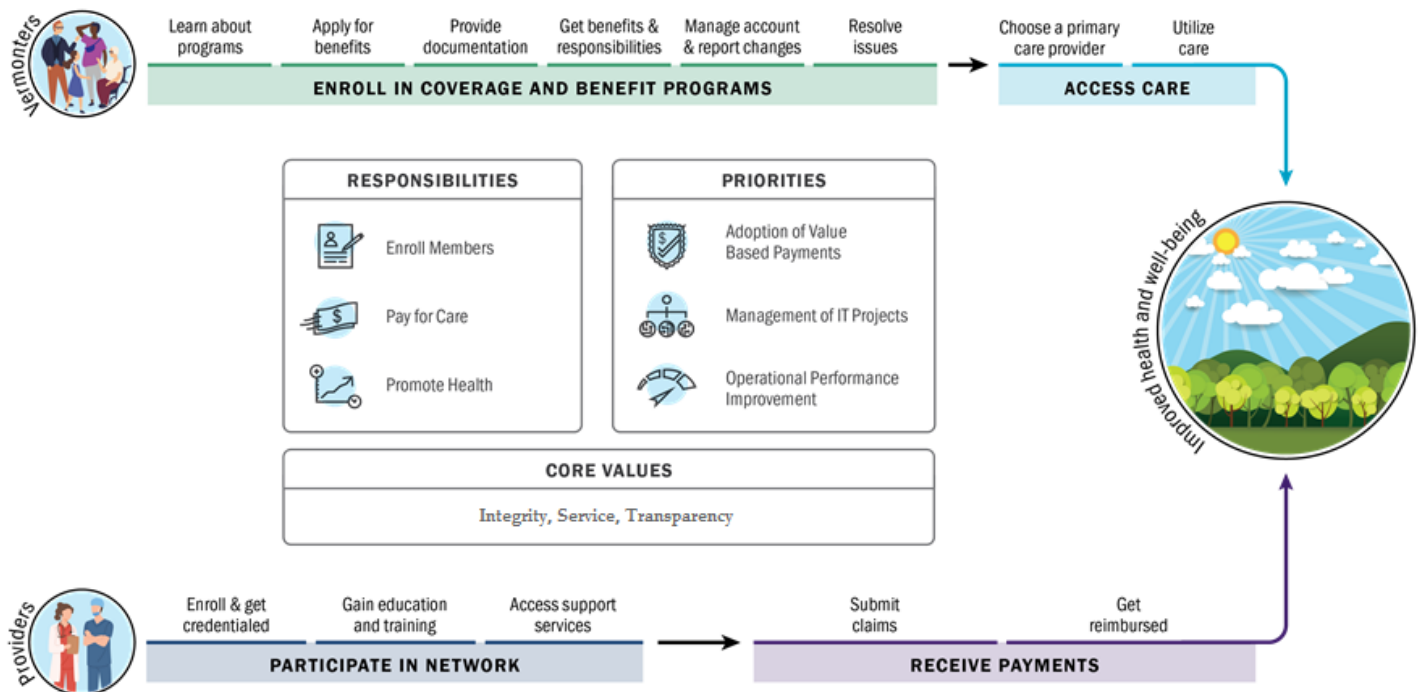 Vermonters
Learn about
programs
Apply for
benefits
Provide
documentation
Get benefits &
responsibilities
Manage account
& report changes
Resolve
issues
ENROLL IN COVERAGE AND BENEFIT PROGRAMS
Choose a primary
care provider
Utilize
care
ACCESS CARE
RESPONSIBILITIES
Enroll Members
$
Pay for Care
Promote Health
PRIORITIES
$
Adoption of Value
Based Payments
Management of IT Projects
Operational Performance
Improvement
CORE VALUES
Integrity, Service, Transparency
Improved health and well-being
Providers
Enroll & get
credentialed
Gain education
and training
Access support
services
PARTICIPATE IN NETWORK
Submit
claims
Get
reimbursed
RECEIVE PAYMENTS